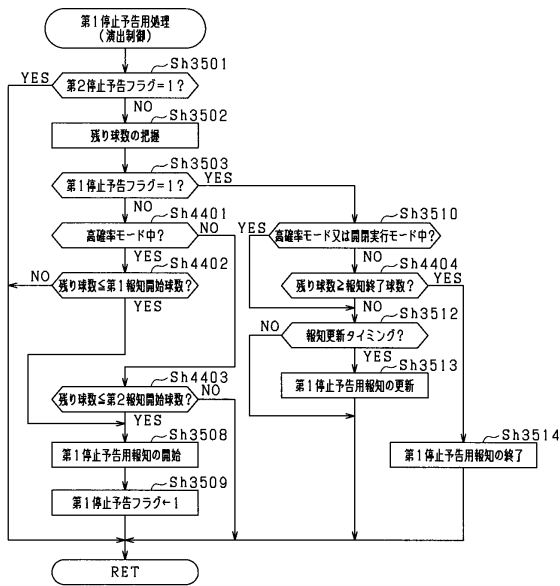 第1停止予告用処理
(演出制御)
Sh3501
第2停止予告フラグ=1?
YES
NO
Sh3502
残り球数の把握
Sh3503
第1停止予告フラグ=1?
YES
NO
Sh4401
高確率モード中?
NO
YES
Sh4402
残り球数≦第1報知開始球数?
NO
YES
Sh4403
残り球数≦第2報知開始球数?
NO
YES
Sh3508
第1停止予告用報知の開始
Sh3509
第1停止予告フラグ←1
Sh3510
高確率モード又は開閉実行モード中?
YES
NO
Sh4404
残り球数≧報知終了球数?
YES
NO
Sh3512
報知更新タイミング?
NO
YES
Sh3513
第1停止予告用報知の更新
Sh3514
第1停止予告用報知の終了
RET